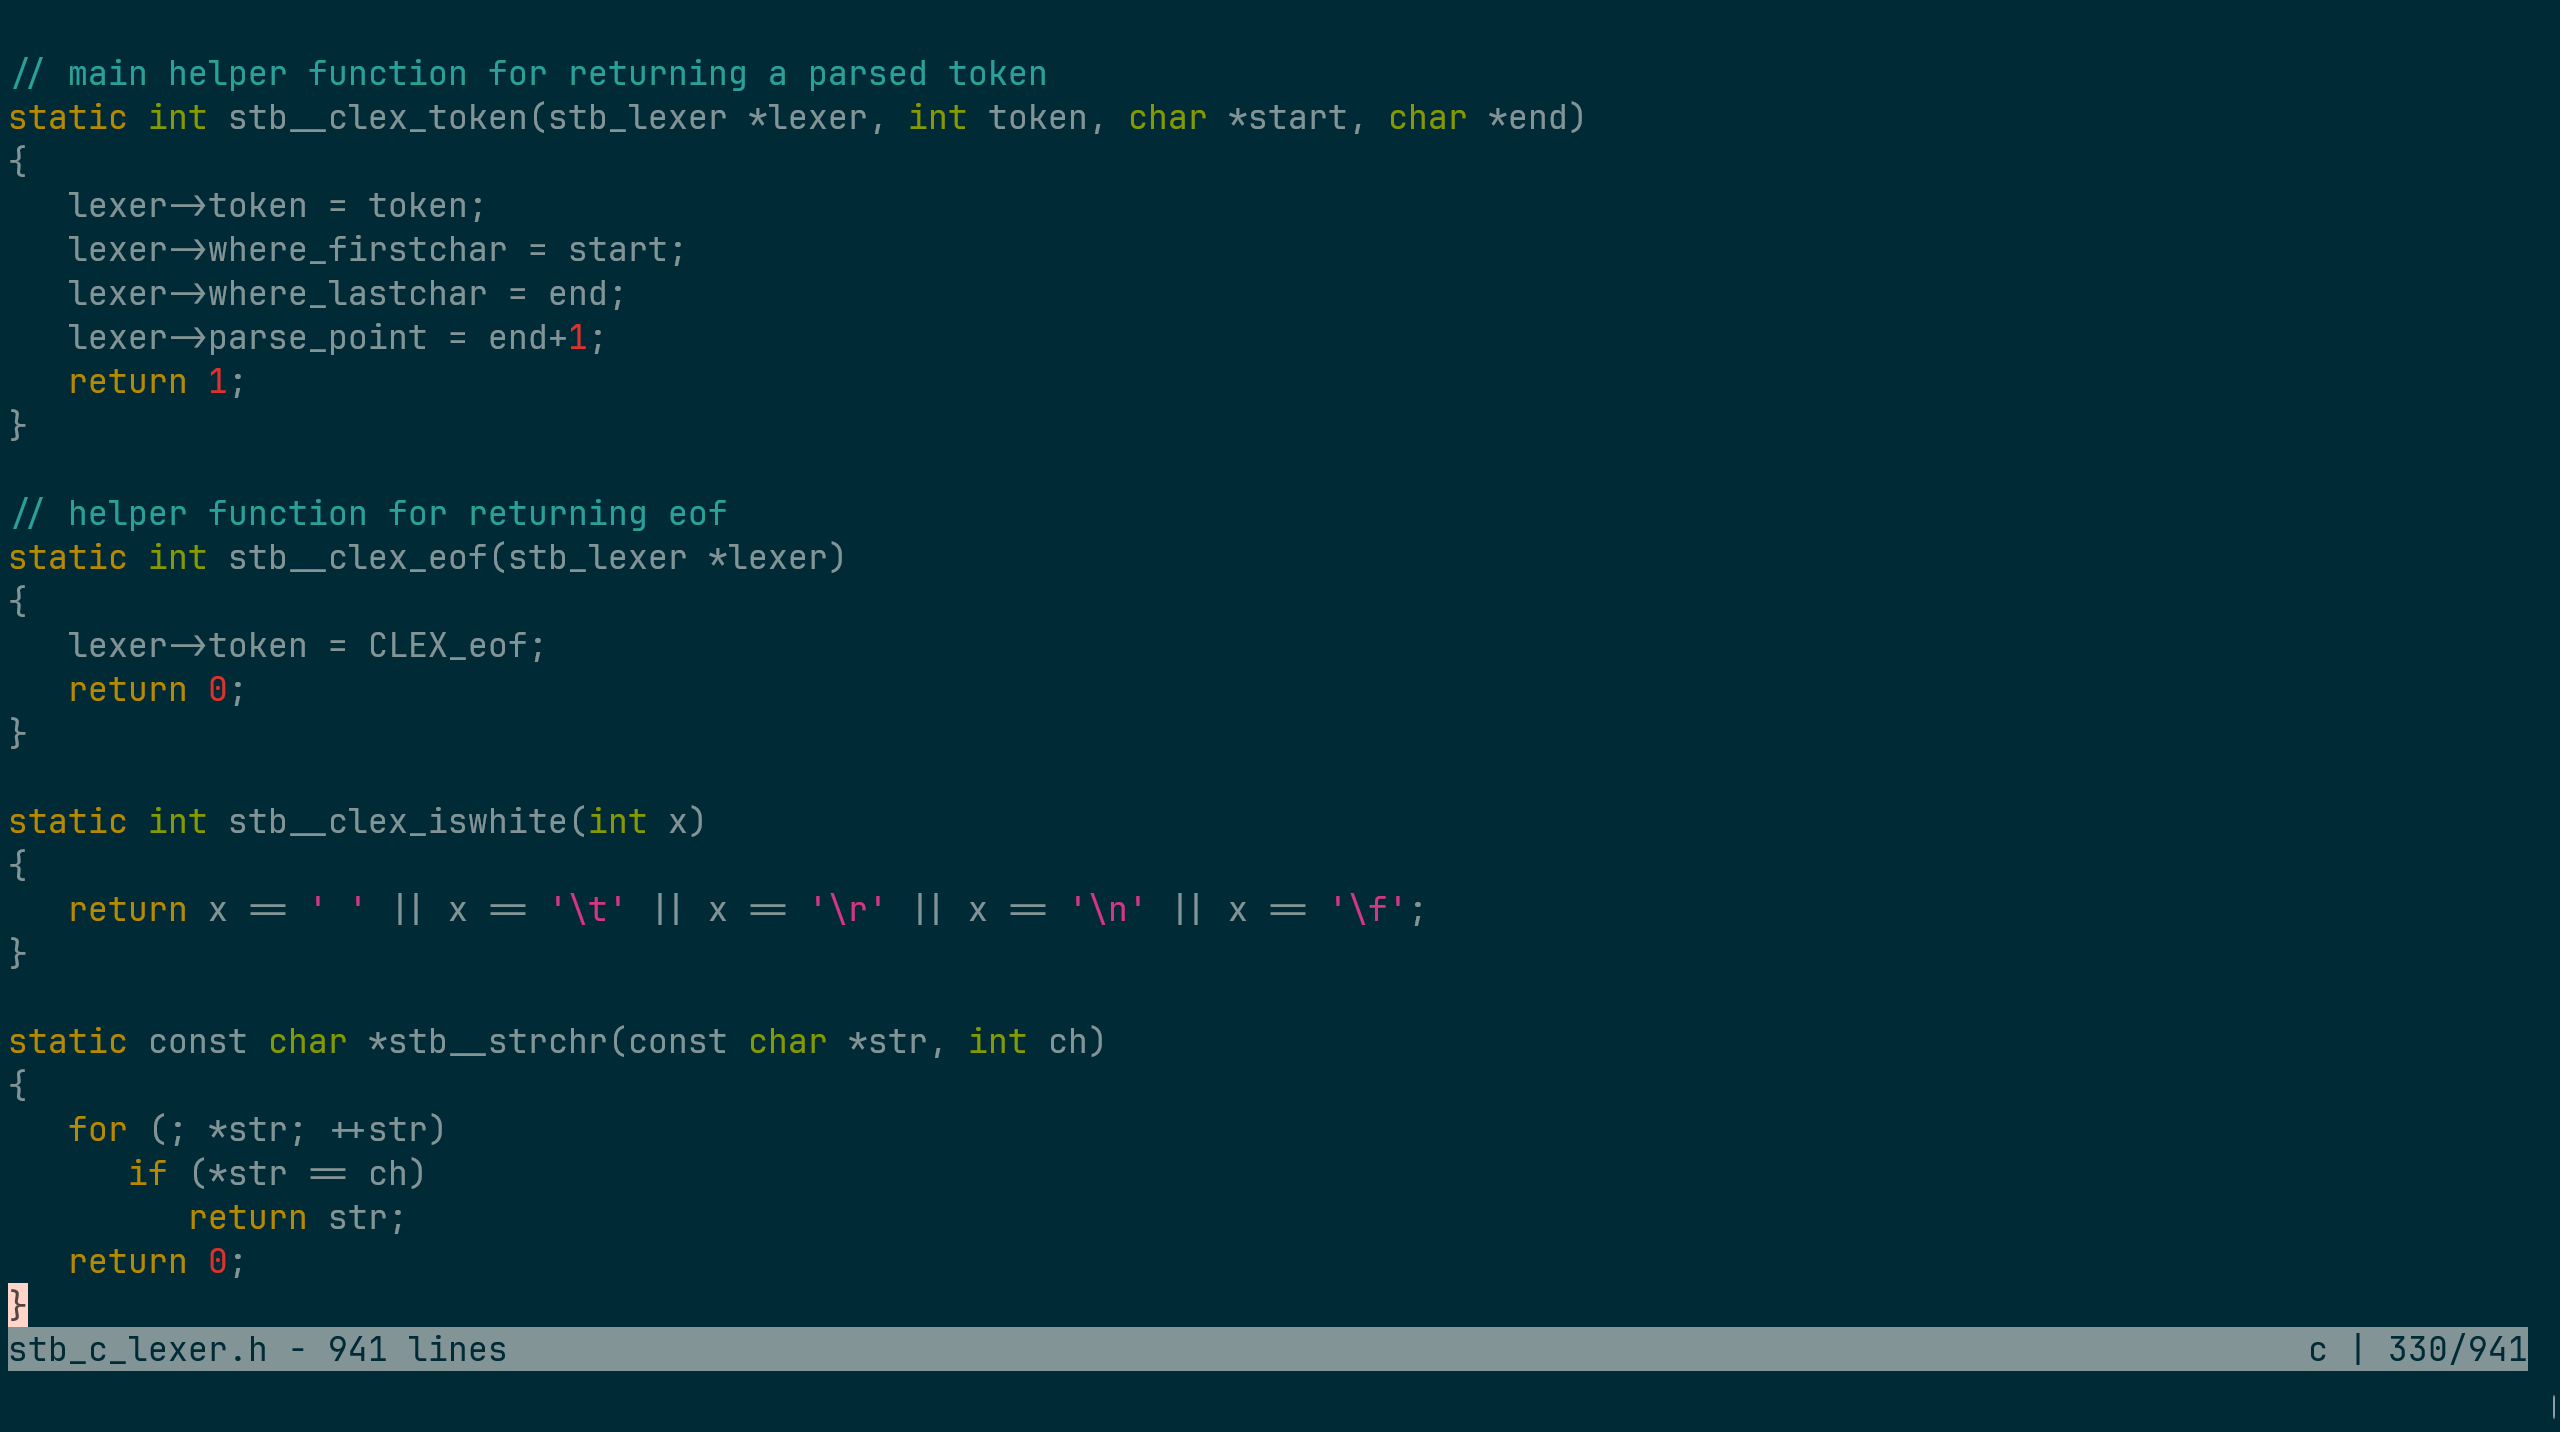 // main helper function for returning a parsed token
static int stb__clex_token(stb_lexer *lexer, int token, char *start, char *end)
{
   lexer->token = token;
   lexer->where_firstchar = start;
   lexer->where_lastchar = end;
   lexer->parse_point = end+1;
   return 1;
}

// helper function for returning eof
static int stb__clex_eof(stb_lexer *lexer)
{
   lexer->token = CLEX_eof;
   return 0;
}

static int stb__clex_iswhite(int x)
{
   return x == ' ' || x == '\t' || x == '\r' || x == '\n' || x == '\f';
}

static const char *stb__strchr(const char *str, int ch)
{
   for (; *str; ++str)
      if (*str == ch)
         return str;
   return 0;
}
stb_c_lexer.h - 941 lines c | 330/941